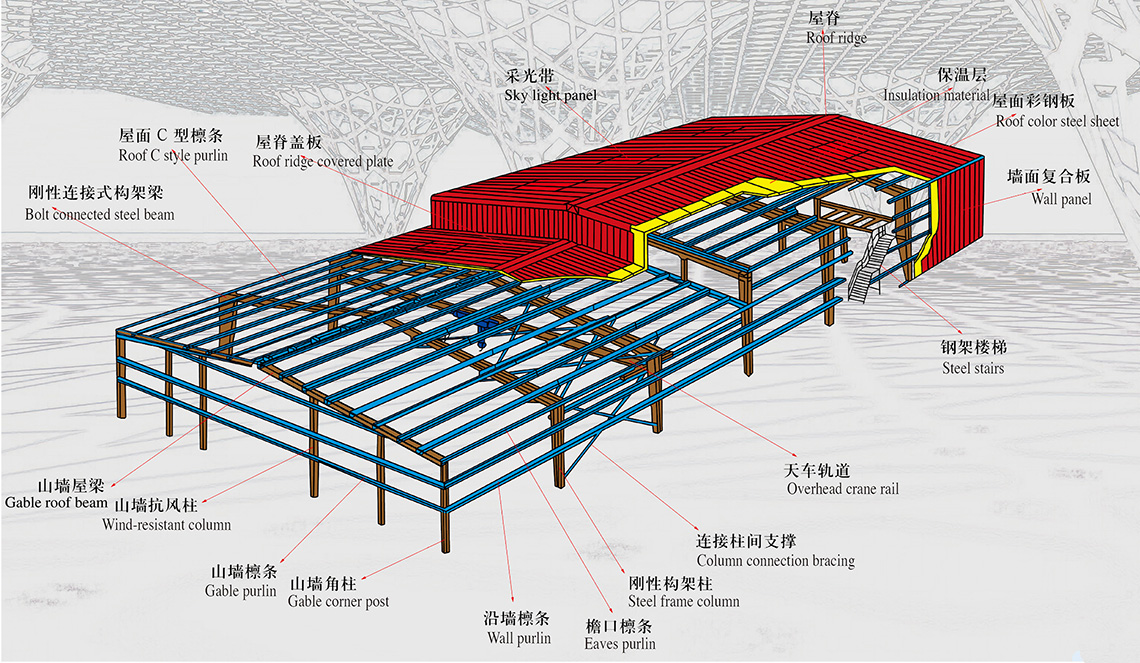 屋脊
Roof ridge
采光带
Sky light panel
保温层
Insulation material
屋面彩钢板
Roof color steel sheet
屋面 C 型檩条
Roof C style purlin
屋脊盖板
Roof ridge covered plate
墙面复合板
Wall panel
刚性连接式构架梁
Bolt connected steel beam
钢架楼梯
Steel stairs
天车轨道
Overhead crane rail
山墙屋梁
Gable roof beam
山墙抗风柱
Wind-resistant column
连接柱间支撑
Column connection bracing
山墙檩条
Gable purlin
山墙角柱
Gable corner post
刚性构架柱
Steel frame column
沿墙檩条
Wall purlin
檐口檩条
Eaves purlin